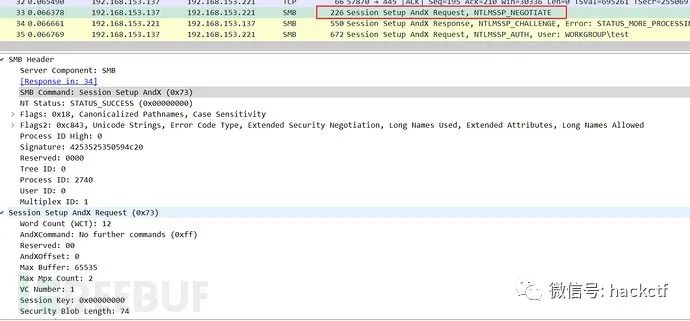 32 0.065490 192.168.153.137 192.168.153.221 TCP 66 57870 → 445 [ACK] Seq=195 Ack=210 Win=30336 Len=0 TSval=695261 TSecr=255069
33 0.066378 192.168.153.137 192.168.153.221 SMB 226 Session Setup AndX Request, NTLMSSP_NEGOTIATE
34 0.066661 192.168.153.221 192.168.153.137 SMB 550 Session Setup AndX Response, NTLMSSP_CHALLENGE, Error: STATUS_MORE_PROCESSIN
35 0.066769 192.168.153.137 192.168.153.221 SMB 672 Session Setup AndX Request, NTLMSSP_AUTH, User: WORKGROUP\test
SMB Header
Server Component: SMB
[Response in: 34]
SMB Command: Session Setup AndX (0x73)
NT Status: STATUS_SUCCESS (0x00000000)
Flags: 0x18, Canonicalized Pathnames, Case Sensitivity
Flags2: 0xc843, Unicode Strings, Error Code Type, Extended Security Negotiation, Long Names Used, Extended Attributes, Long Names Allowed
Process ID High: 0
Signature: 4253525350594c20
Reserved: 0000
Tree ID: 0
Process ID: 2740
User ID: 0
Multiplex ID: 1
Session Setup AndX Request (0x73)
Word Count (WCT): 12
AndXCommand: No further commands (0xff)
Reserved: 00
AndXOffset: 0
Max Buffer: 65535
Max Mpx Count: 2
VC Number: 1
Session Key: 0x00000000
Security Blob Length: 74
微信号: hackctf